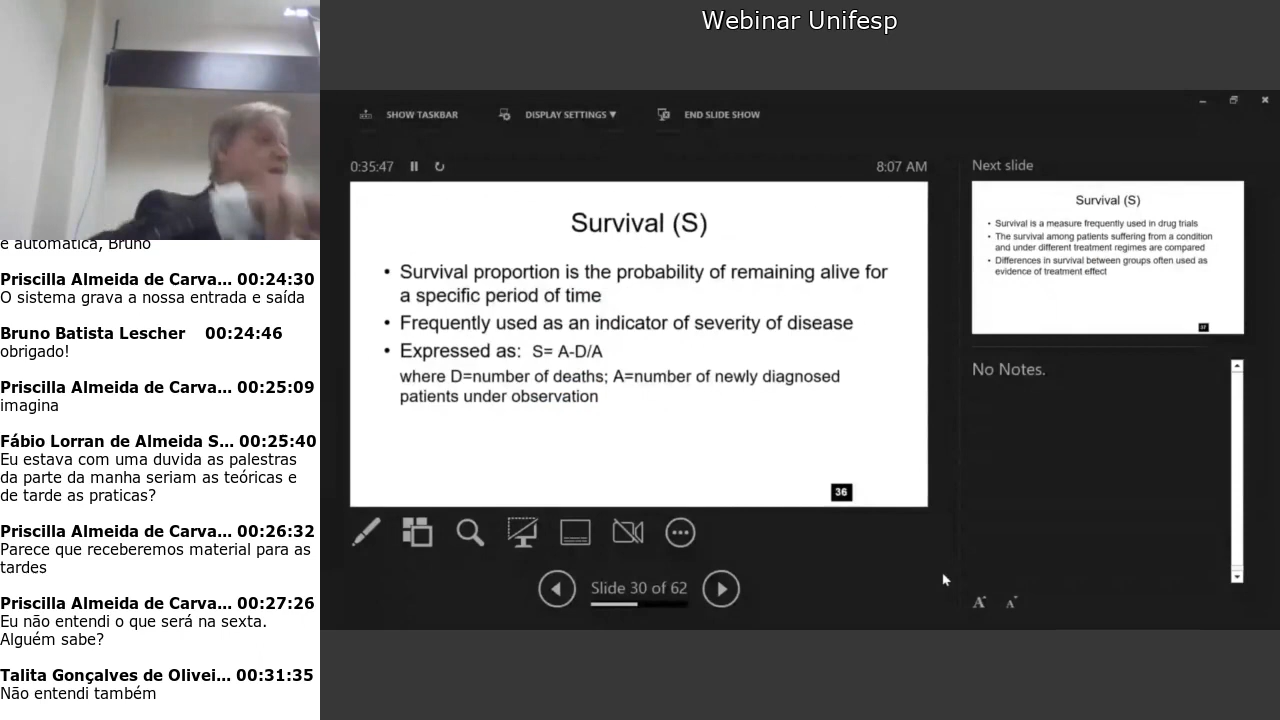 Webinar Unifesp
e automática, Bruno
Priscilla Almeida de Carva... 00:24:30
O sistema grava a nossa entrada e saída
Bruno Batista Lescher 00:24:46
obrigado!
Priscilla Almeida de Carva... 00:25:09
imagina
Fábio Lorran de Almeida S... 00:25:40
Eu estava com uma duvida as palestras
da parte da manha seriam as teóricas e
de tarde as praticas?
Priscilla Almeida de Carva... 00:26:32
Parece que receberemos material para as
tardes
Priscilla Almeida de Carva... 00:27:26
Eu não entendi o que será na sexta.
Alguém sabe?
Talita Gonçalves de Olivei... 00:31:35
Não entendi também
SHOW TASKBAR DISPLAY SETTINGS ▼ END SLIDE SHOW
0:35:47 8:07 AM
Survival (S)
• Survival proportion is the probability of remaining alive for
a specific period of time
• Frequently used as an indicator of severity of disease
• Expressed as: S= A-D/A
where D=number of deaths; A=number of newly diagnosed
patients under observation
36
Slide 30 of 62
Next slide
Survival (S)
• Survival is a measure frequently used in drug trials
• The survival among patients suffering from a condition
and under different treatment regimes are compared
• Differences in survival between groups often used as
evidence of treatment effect
37
No Notes.
A A